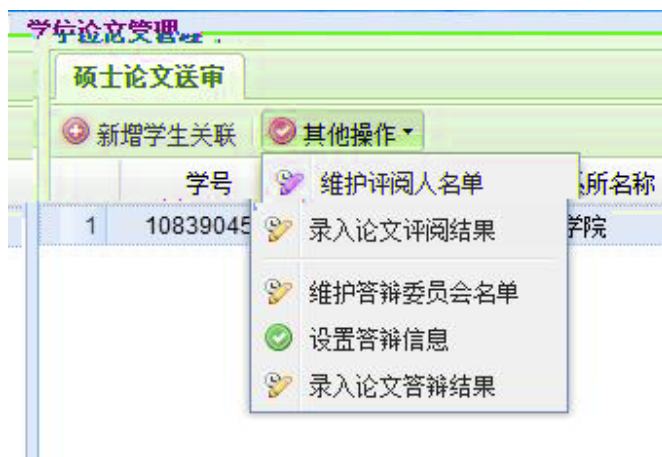 学位论文管理
硕士论文送审
新增学生关联 其他操作
学号 所名称
1 10839045 学院
维护评阅人名单
录入论文评阅结果
维护答辩委员会名单
设置答辩信息
录入论文答辩结果